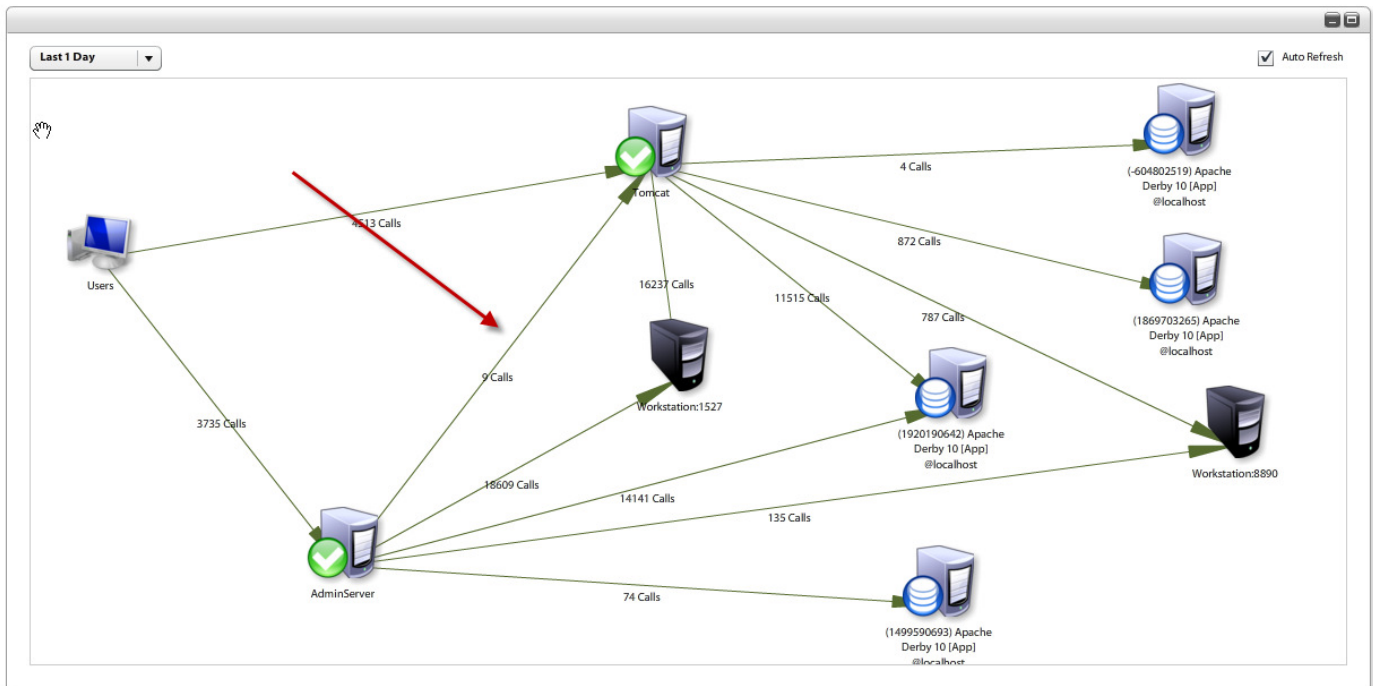 Last 1 Day
Auto Refresh
4 Calls
(-604802519) Apache
Derby 10 [App]
@localhost
Tomcat
4513 Calls
872 Calls
Users
16237 Calls
11515 Calls
787 Calls
(1869703265) Apache
Derby 10 [App]
@localhost
9 Calls
Workstation:1527
3735 Calls
(1920190642) Apache
Derby 10 [App]
@localhost
Workstation:8890
18609 Calls
14141 Calls
135 Calls
AdminServer
74 Calls
(1499590693) Apache
Derby 10 [App]
@localhost